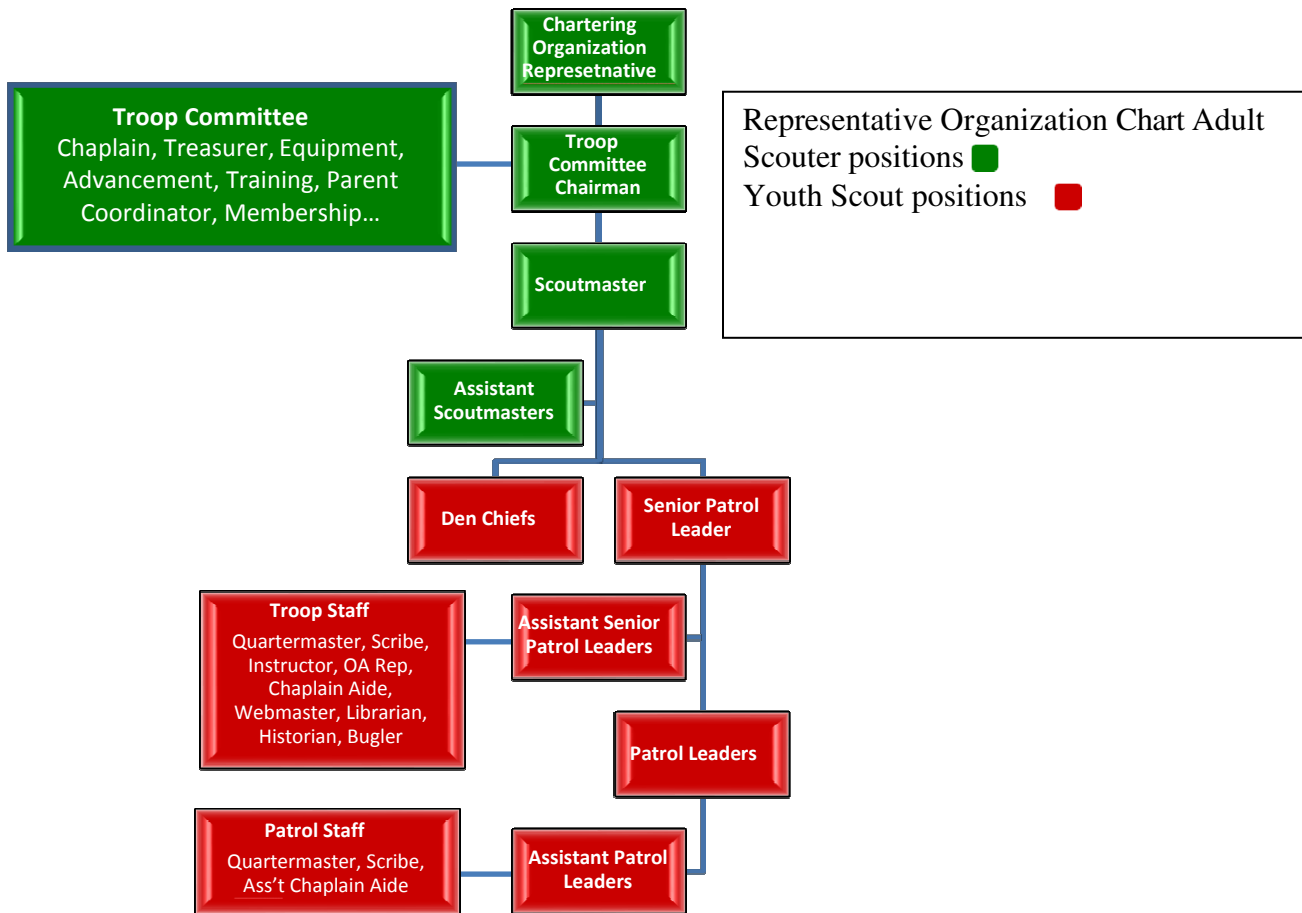 Chartering
Organization
Represetnative
Troop Committee
Chaplain, Treasurer, Equipment,
Advancement, Training, Parent
Coordinator, Membership…
Troop
Committee
Chairman
Representative Organization Chart Adult
Scouter positions
Youth Scout positions
Scoutmaster
Assistant
Scoutmasters
Den Chiefs
Senior Patrol
Leader
Troop Staff
Quartermaster, Scribe,
Instructor, OA Rep,
Chaplain Aide,
Webmaster, Librarian,
Historian, Bugler
Assistant Senior
Patrol Leaders
Patrol Leaders
Patrol Staff
Quartermaster, Scribe,
Ass’t Chaplain Aide
Assistant Patrol
Leaders